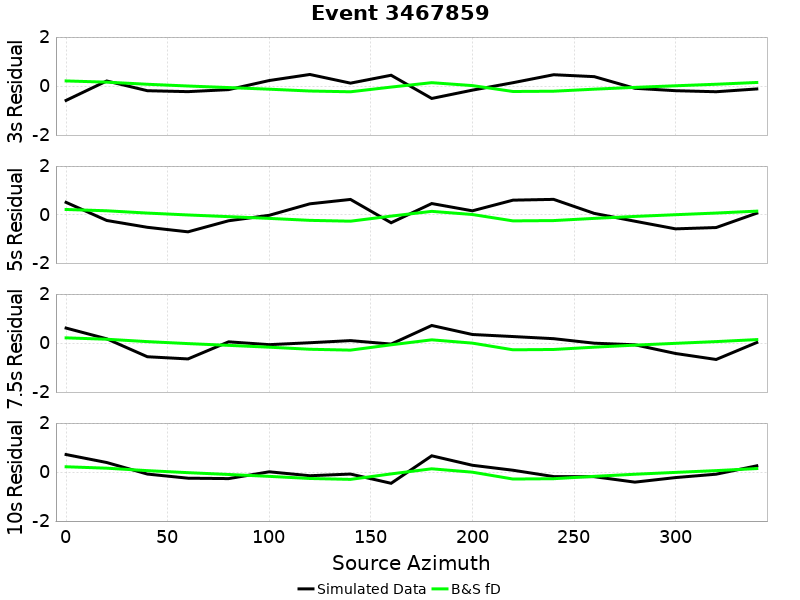 Event 3467859
3s Residual
2
0
-2
5s Residual
2
0
-2
7.5s Residual
2
0
-2
10s Residual
2
0
-2
0 50 100 150 200 250 300
Source Azimuth
Simulated Data B&S fD